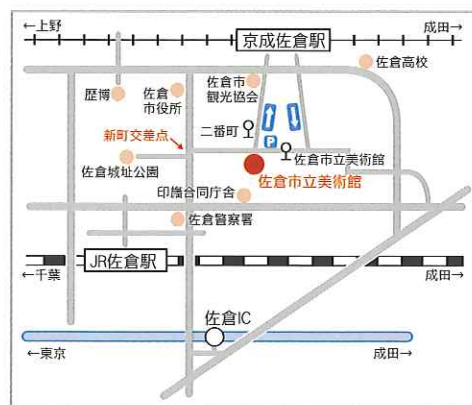 ←上野
成田→
京成佐倉駅
佐倉高校
歴博
佐倉
市役所
佐倉市
観光協会
二番町
新町交差点
P
佐倉市立美術館
佐倉城址公園
佐倉市立美術館
印旛合同庁舎
佐倉警察署
JR佐倉駅
←千葉
成田→
佐倉IC
←東京
成田→